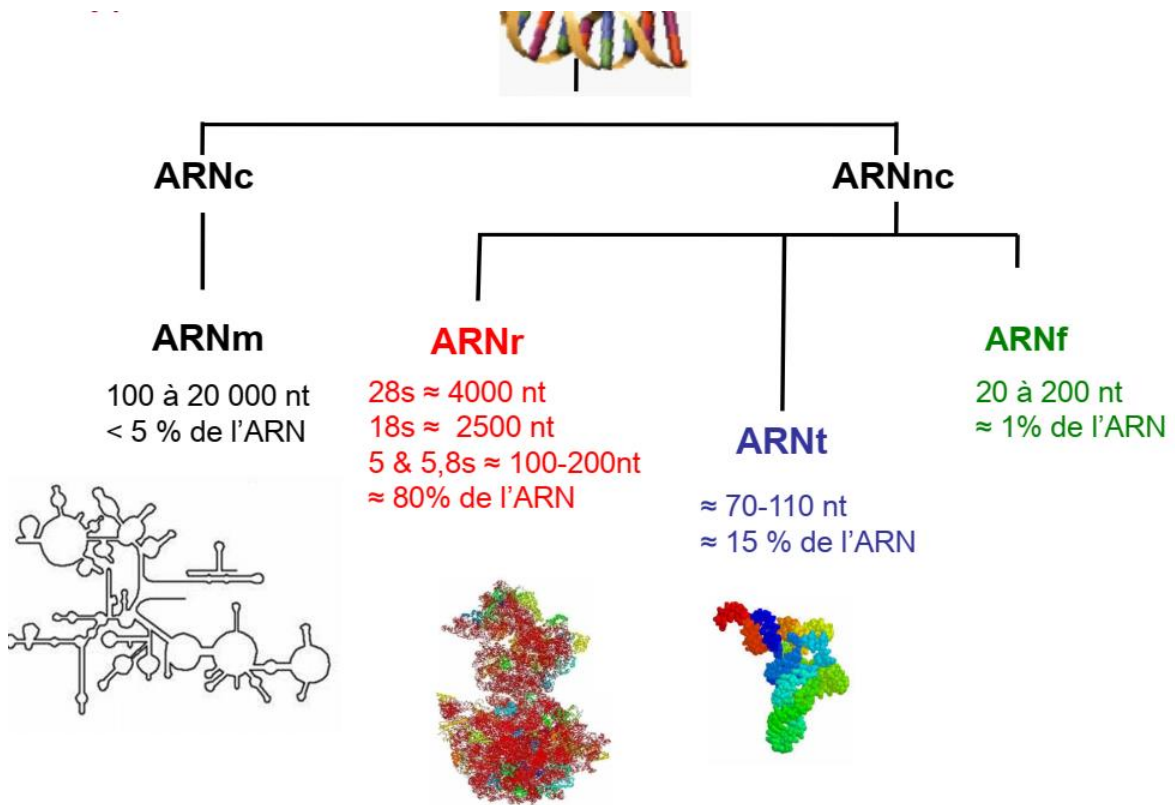 ARNc
ARNnc
ARNm
100 à 20 000 nt
< 5 % de l’ARN
ARNr
28s ≈ 4000 nt
18s ≈ 2500 nt
5 & 5,8s ≈ 100-200nt
≈ 80% de l’ARN
ARNt
≈ 70-110 nt
≈ 15 % de l’ARN
ARNf
20 à 200 nt
≈ 1% de l’ARN